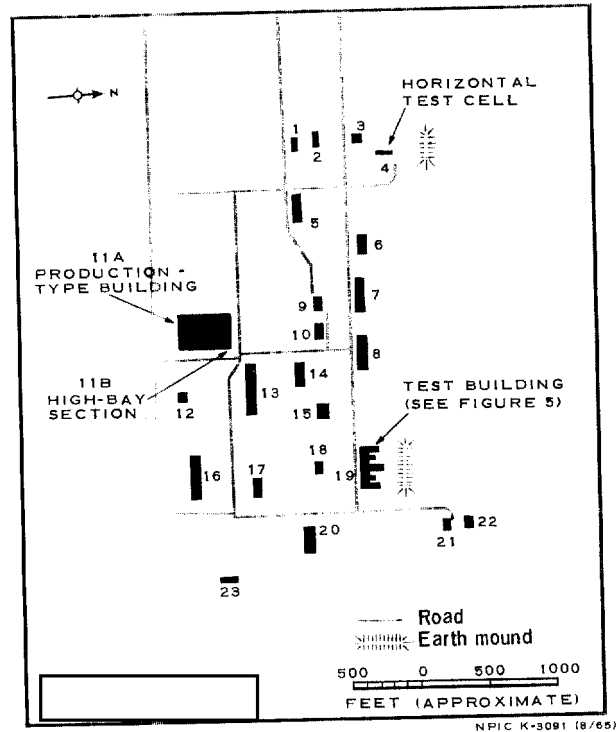 N
HORIZONTAL
TEST CELL
1
2
3
4
5
6
11A
PRODUCTION-
TYPE BUILDING
7
9
10
8
11B
HIGH-BAY
SECTION
13
14
TEST BUILDING
(SEE FIGURE 5)
12
15
16
17
18
19
20
21
22
23
Road
Earth mound
500 0 500 1000
FEET (APPROXIMATE)
NPIC K-3091 (8/65)